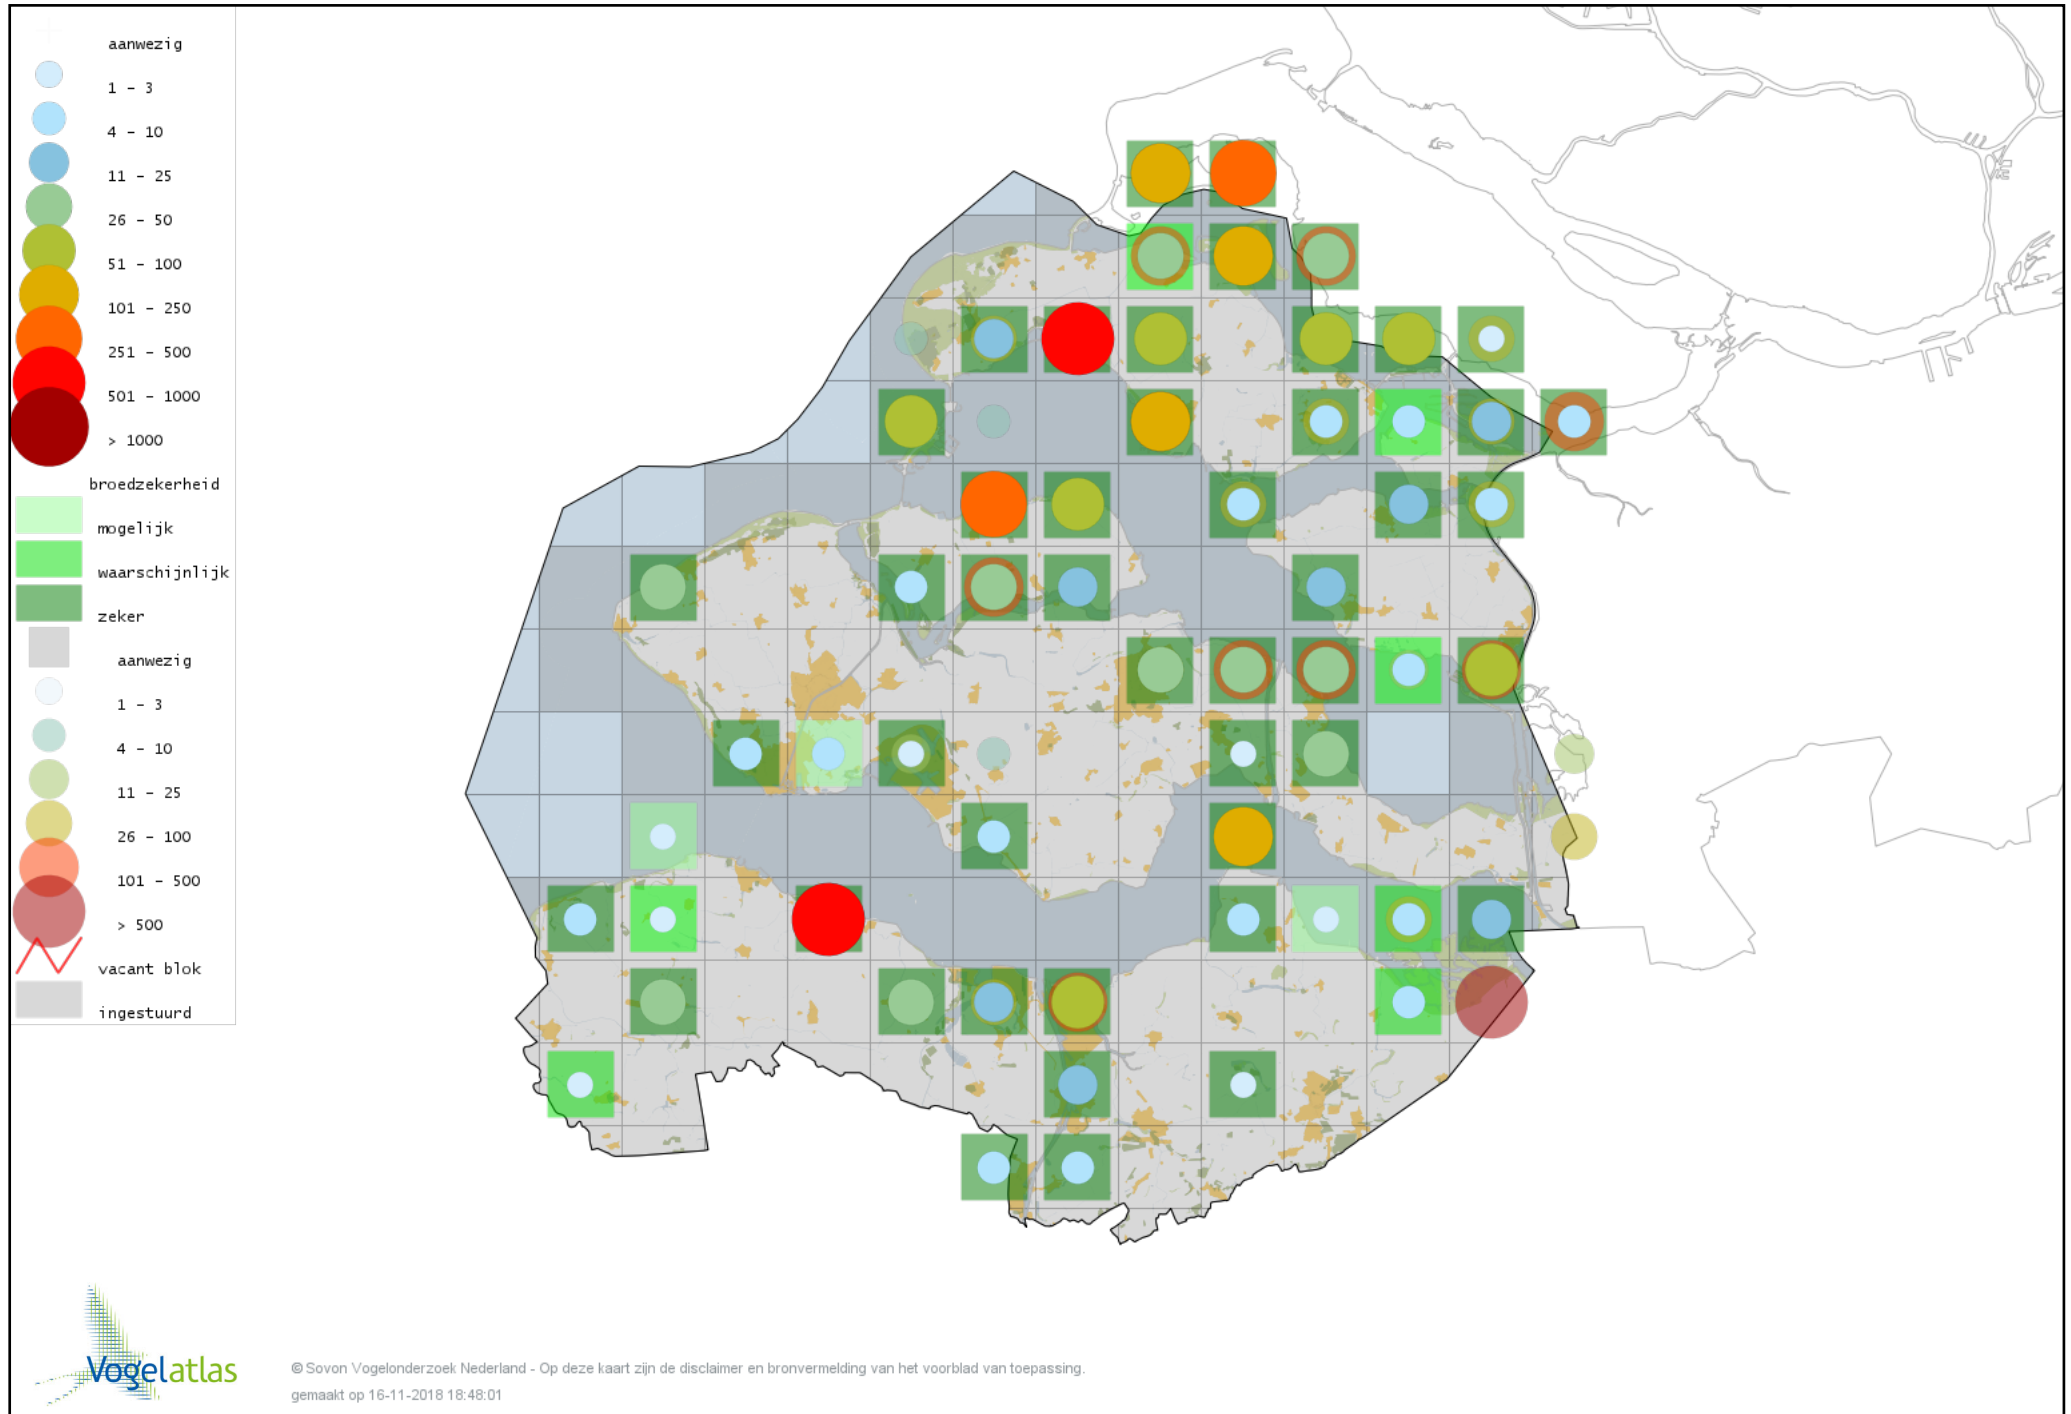 aanwezig
1 - 3
4 - 10
11 - 25
26 - 50
51 - 100
101 - 250
251 - 500
501 - 1000
> 1000
broedzekerheid
mogelijk
waarschijnlijk
zeker
aanwezig
1 - 3
4 - 10
11 - 25
26 - 100
101 - 500
> 500
vacant blok
ingestuurd
Vogelatlas
© Sovon Vogelonderzoek Nederland - Op deze kaart zijn de disclaimer en bronvermelding van het voorblad van toepassing.
gemaakt op 16-11-2018 18:48:01